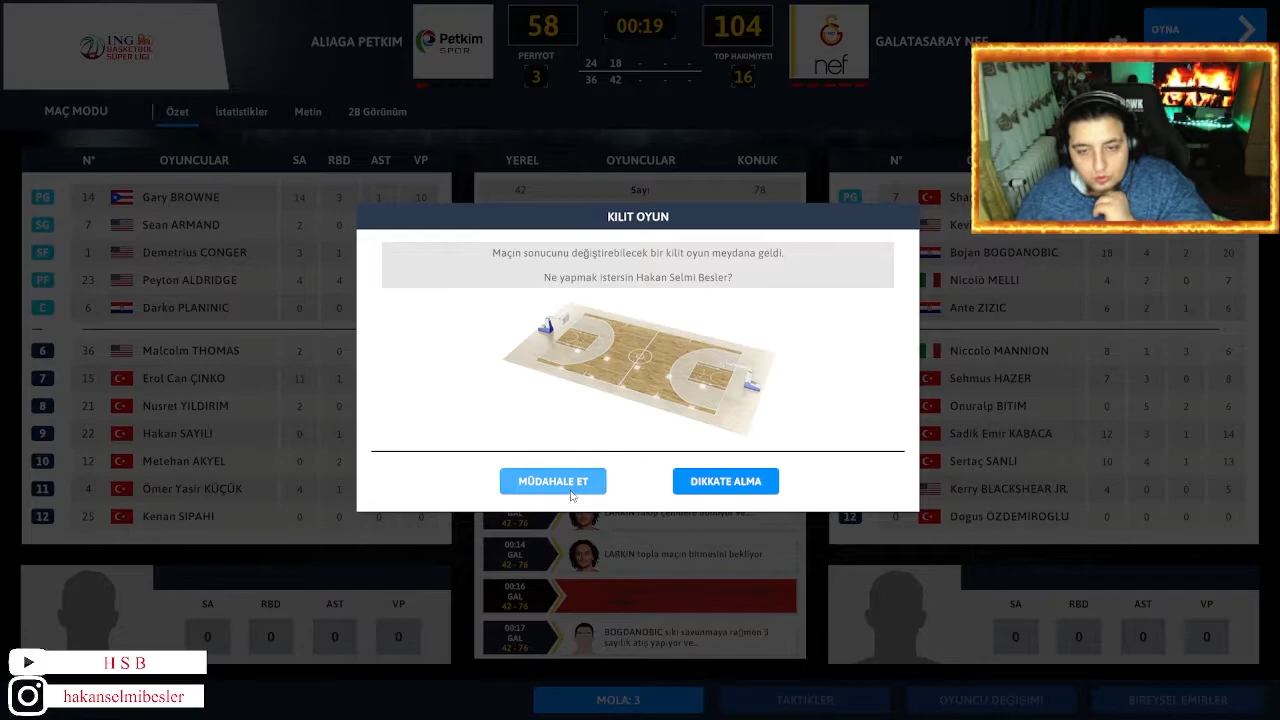 ING
BASKETBOL
SÜPER LİGİ
ALIAGA PETKIM
Petkim
SPOR
58
00:19
104
nef
GALATASARAY NEF
OYNA
PERIYOT
TOP HAKIMIYETI
3
24 18 - - -
36 42 - - -
16
MAÇ MODU
Özet
İstatistikler
Metin
2B Görünüm
HAWK
N° OYUNCULAR SA RBD AST VP
PG 14 Gary BROWNE 14 3 1 10
SG 7 Sean ARMAND 2 0
SF 1 Demetrius CONGER 3 1
PF 23 Peyton ALDRIDGE 4 4
C 6 Darko PLANINIC 4 0
6 36 Malcolm THOMAS 2 0
7 15 Erol Can ÇINKO 11 1
8 21 Nusret YILDIRIM 2 0
9 22 Hakan SAYILI 0 1
10 12 Metehan AKYEL 0 2
11 4 Ömer Yasir KÜÇÜK 4 1
12 25 Kenan SIPAHI 0 0
YEREL OYUNCULAR KONUK
42 Sayı 78
KILIT OYUN
Maçın sonucunu değiştirebilecek bir kilit oyun meydana geldi.
Ne yapmak istersin Hakan Selmi Besler?
MÜDAHALE ET
DIKKATE ALMA
N°
PG 7
Bojan BOGDANOBIC 18 4 2 20
Nicolò MELLI 4 2 0 7
Ante ZIZIC 6 2 1 6
Niccolo MANNION 8 1 3 6
Sehmus HAZER 7 3 0 8
Onuralp BITIM 0 5 2 6
Sadik Emir KABACA 12 3 1 14
Sertaç SANLI 10 4 1 13
Kerry BLACKSHEAR JR. 4 0 0 5
12 0 Dogus ÖZDEMIROGLU 0 0 0 0
GAL
42 - 76
00:14
GAL
42 - 76
LARKIN topla maçın bitmesini bekliyor
00:16
GAL
42 - 76
00:17
GAL
42 - 76
BOGDANOBIC sıkı savunmaya rağmen 3
sayılık atış yapıyor ve...
SA RBD AST VP
0 0 0 0
SA RBD AST VP
0 0 0 0
H S B
hakanselmibesler
MOLA: 3
TAKTIKLER
OYUNCU DEĞIŞIMI
BIREYSEL EMIRLER